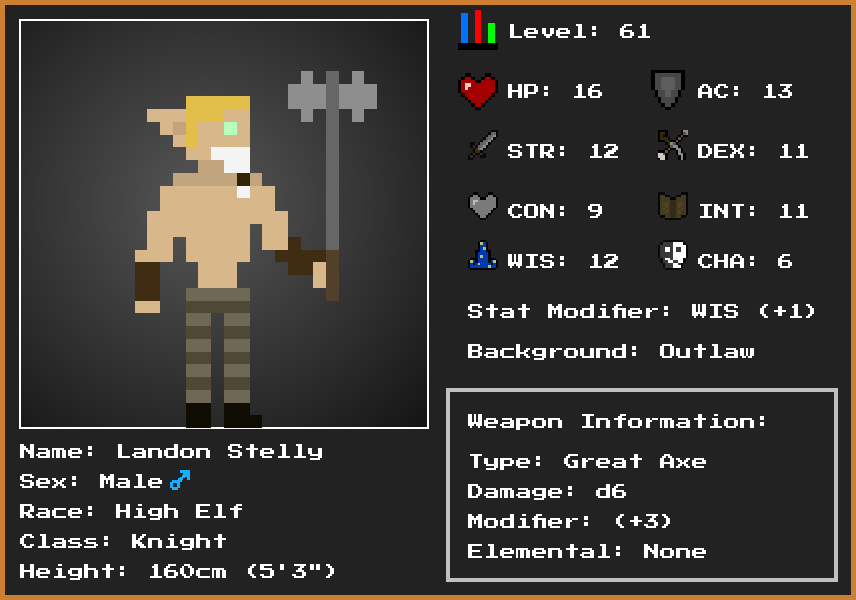 Level: 61
HP: 16 AC: 13
STR: 12 DEX: 11
CON: 9 INT: 11
WIS: 12 CHA: 6
Stat Modifier: WIS (+1)
Background: Outlaw
Weapon Information:
Type: Great Axe
Damage: d6
Modifier: (+3)
Elemental: None
Name: Landon Stelly
Sex: Male ♂
Race: High Elf
Class: Knight
Height: 160cm (5'3")